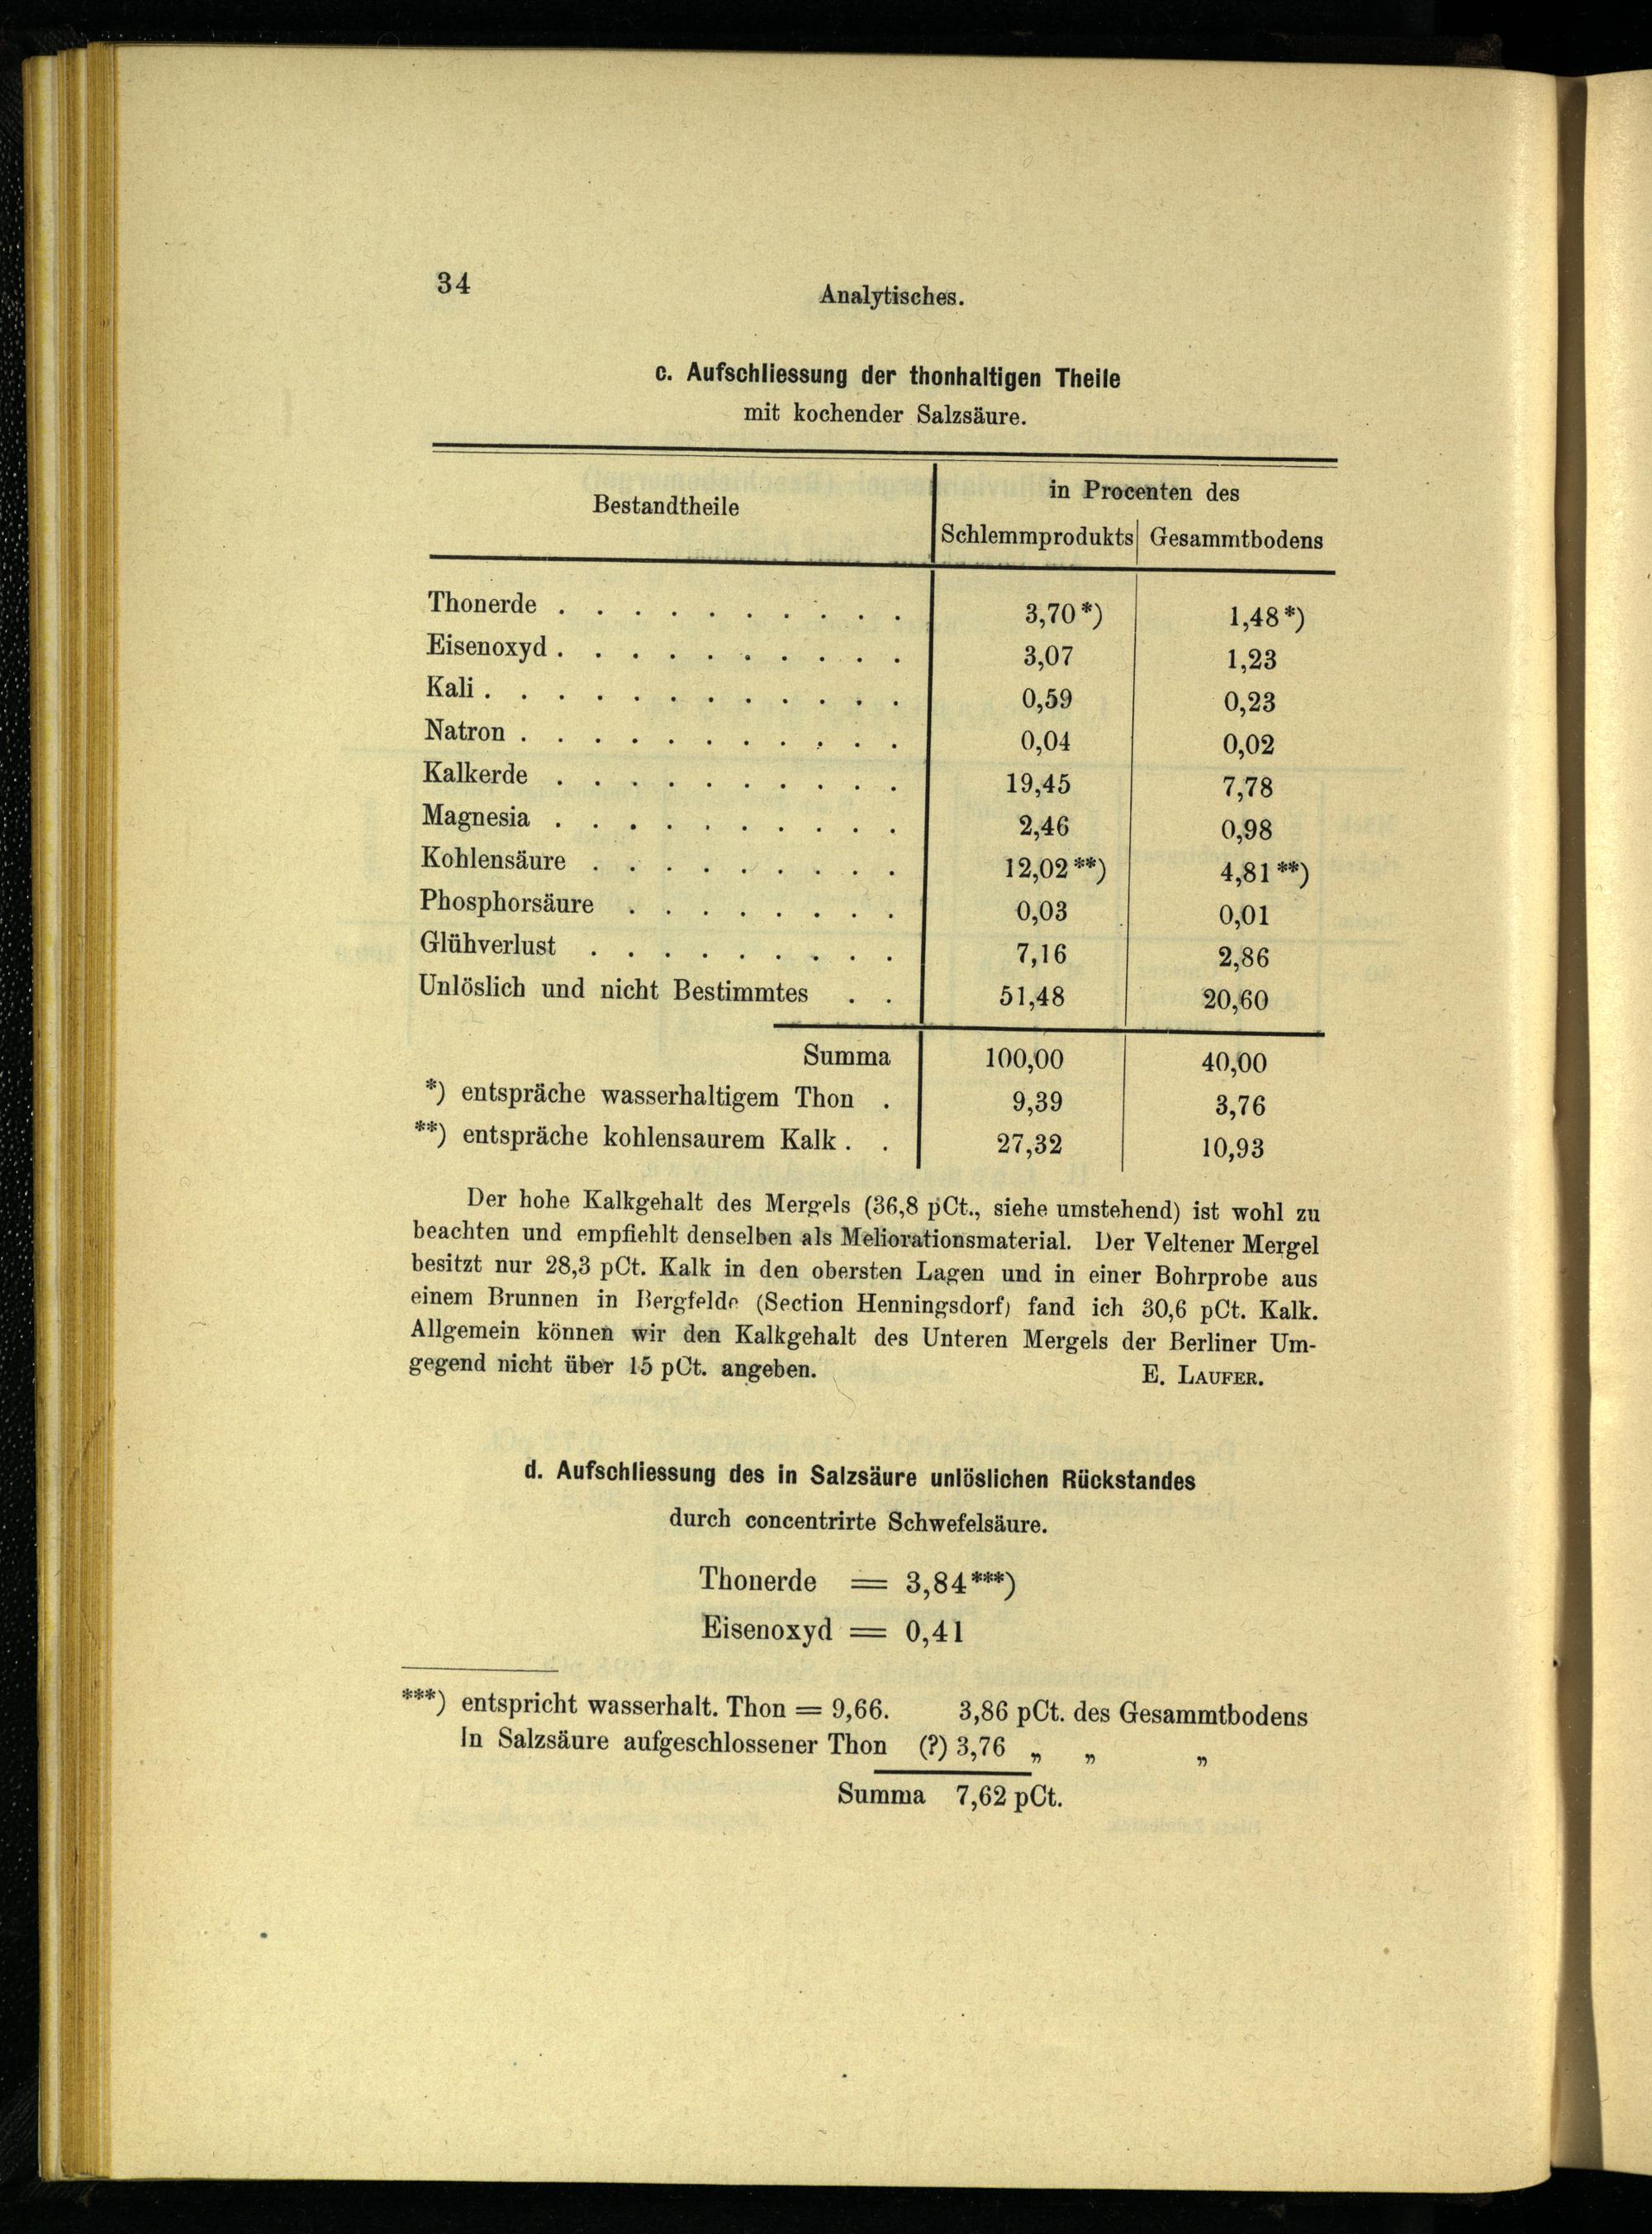 34
Analytisches.
c. Aufschliessung der thonhaltigen Theile
mit kochender Salzsäure.
Bestandtheile
in Procenten des
Schlemmprodukts Gesammtbodens
Thonerde . . . . . . . . . . 3,70*) 1,48*)
Eisenoxyd . . . . . . . . . . 3,07 1,23
Kali . . . . . . . . . . . . 0,59 0,23
Natron . . . . . . . . . . . 0,04 0,02
Kalkerde . . . . . . . . . . 19,45 7,78
Magnesia . . . . . . . . . . 2,46 0,98
Kohlensäure . . . . . . . . . 12,02**) 4,81**)
Phosphorsäure . . . . . . . . 0,03 0,01
Glühverlust . . . . . . . . . 7,16 2,86
Unlöslich und nicht Bestimmtes . . 51,48 20,60
Summa 100,00 40,00
*) entspräche wasserhaltigem Thon . 9,39 3,76
**) entspräche kohlensaurem Kalk . . 27,32 10,93
Der hohe Kalkgehalt des Mergels (36,8 pCt., siehe umstehend) ist wohl zu
beachten und empfiehlt denselben als Meliorationsmaterial. Der Veltener Mergel
besitzt nur 28,3 pCt. Kalk in den obersten Lagen und in einer Bohrprobe aus
einem Brunnen in Bergfelde (Section Henningsdorf) fand ich 30,6 pCt. Kalk.
Allgemein können wir den Kalkgehalt des Unteren Mergels der Berliner Um-
gegend nicht über 15 pCt. angeben. E. LAUFER.
d. Aufschliessung des in Salzsäure unlöslichen Rückstandes
durch concentrirte Schwefelsäure.
Thonerde = 3,84***)
Eisenoxyd = 0,41
***) entspricht wasserhalt. Thon = 9,66. 3,86 pCt. des Gesammtbodens
In Salzsäure aufgeschlossener Thon (?) 3,76 „ „ „
Summa 7,62 pCt.